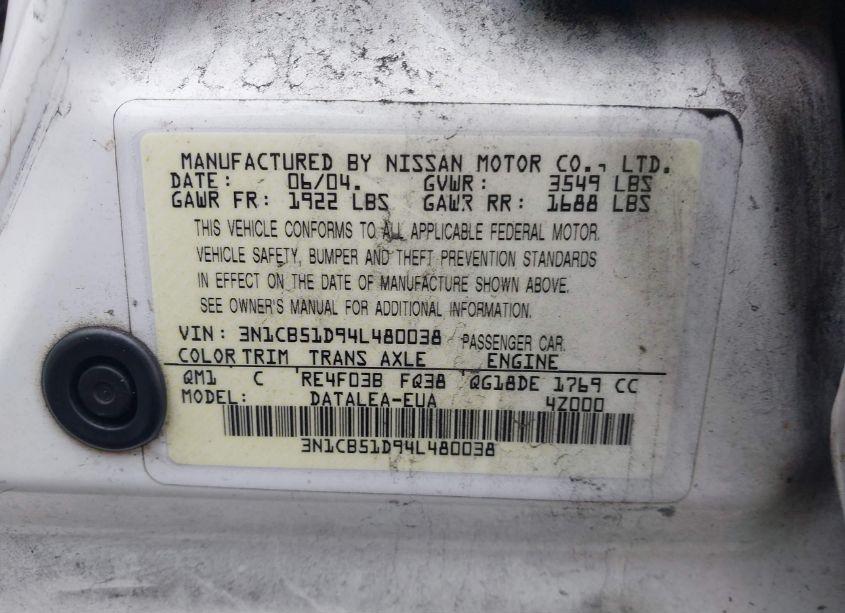 MANUFACTURED BY NISSAN MOTOR CO., LTD.
DATE: 06/04. GVWR: 3549 LBS
GAWR FR: 1922 LBS GAWR RR: 1688 LBS
THIS VEHICLE CONFORMS TO ALL APPLICABLE FEDERAL MOTOR
VEHICLE SAFETY, BUMPER AND THEFT PREVENTION STANDARDS
IN EFFECT ON THE DATE OF MANUFACTURE SHOWN ABOVE.
SEE OWNER'S MANUAL FOR ADDITIONAL INFORMATION.
VIN: 3N1CB51D94L480038 PASSENGER CAR
COLOR TRIM TRANS AXLE ENGINE
QM1 C RE4F03B FQ38 QG18DE 1769 CC
MODEL: DATALEA-EUA 4Z000
3N1CB51D94L480038